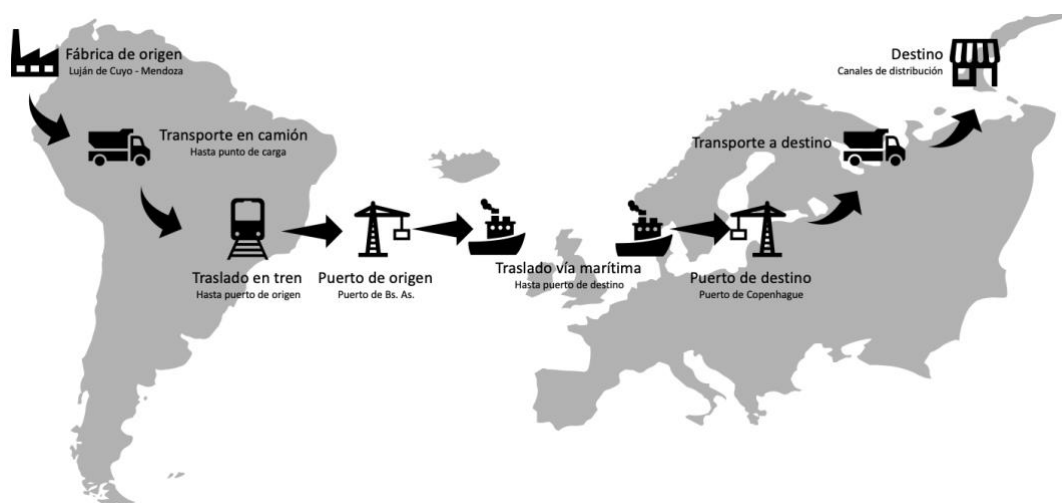 Fábrica de origen
Luján de Cuyo - Mendoza
Transporte en camión
Hasta punto de carga
Traslado en tren
Hasta puerto de origen
Puerto de origen
Puerto de Bs. As.
Traslado vía marítima
Hasta puerto de destino
Puerto de destino
Puerto de Copenhague
Transporte a destino
Destino
Canales de distribución